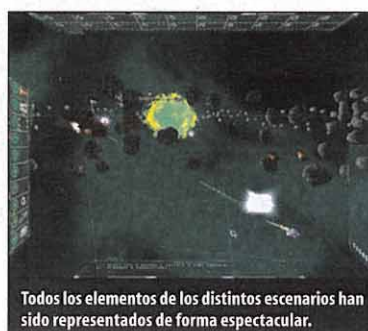 Todos los elementos de los distintos escenarios han
sido representados de forma espectacular.